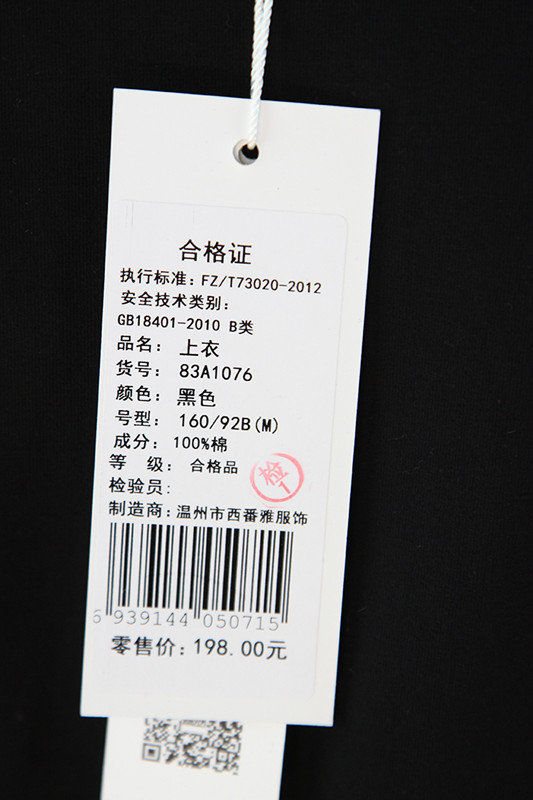 合格证
执行标准：FZ/T73020-2012
安全技术类别：
GB18401-2010 B类
品名： 上衣
货号： 83A1076
颜色： 黑色
号型： 160/92B(M)
成分： 100%棉
等 级： 合格品
检验员：
检
1
制造商：温州市西番雅服饰
6 939144 050715
零售价：198.00元